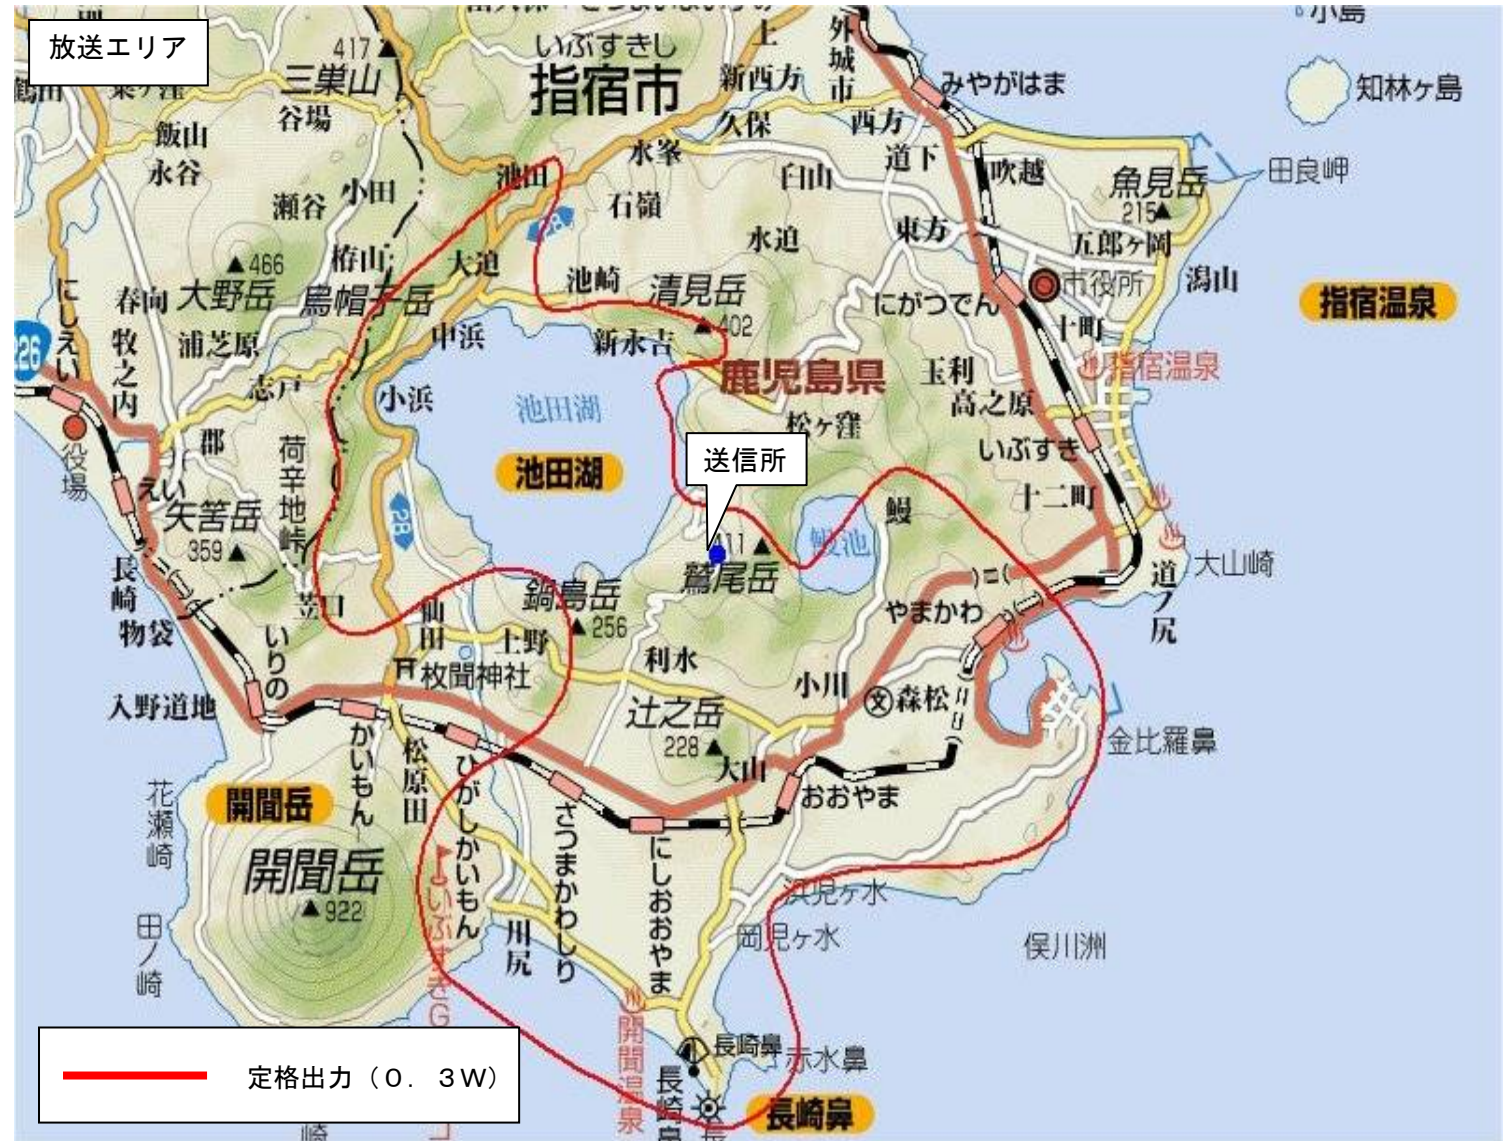 放送エリア
417
三巣山
谷場
飯山
永谷
瀬谷
小田
いぶすきし
指宿市
上
新西方
久保
外城市
西方
道下
みやがはま
小島
知林ヶ島
田良岬
吹越
魚見岳
215
五郎ヶ岡
潟山
市役所
指宿温泉
池田
水峯
石嶺
臼山
水迫
東方
にがつでん
十町
指宿温泉
28
大迫
池崎
清見岳
402
新永吉
中浜
栫山
烏帽子岳
466
大野岳
春向
にしえい
226
牧之内
浦芝原
志戸
小浜
池田湖
池田湖
鹿児島県
玉利
高之原
松ヶ窪
いぶすき
十二町
送信所
鰻
鰻池
411
鷲尾岳
役場
郡
荷辛地峠
えい
矢筈岳
359
28
長崎
物袋
いりの
入野道地
仙田
鍋島岳
256
上野
枚聞神社
利水
辻之岳
228
大山
小川
森松
やまかわ
道ノ尻
大山崎
金比羅鼻
おおやま
かいもん
松原田
ひがしかいもん
さつまかわしり
にしおおやま
花瀬崎
開聞岳
開聞岳
922
田ノ崎
川尻
浜児ヶ水
岡児ヶ水
俣川洲
開聞温泉
長崎鼻
赤水鼻
長崎鼻
定格出力（０．３Ｗ）